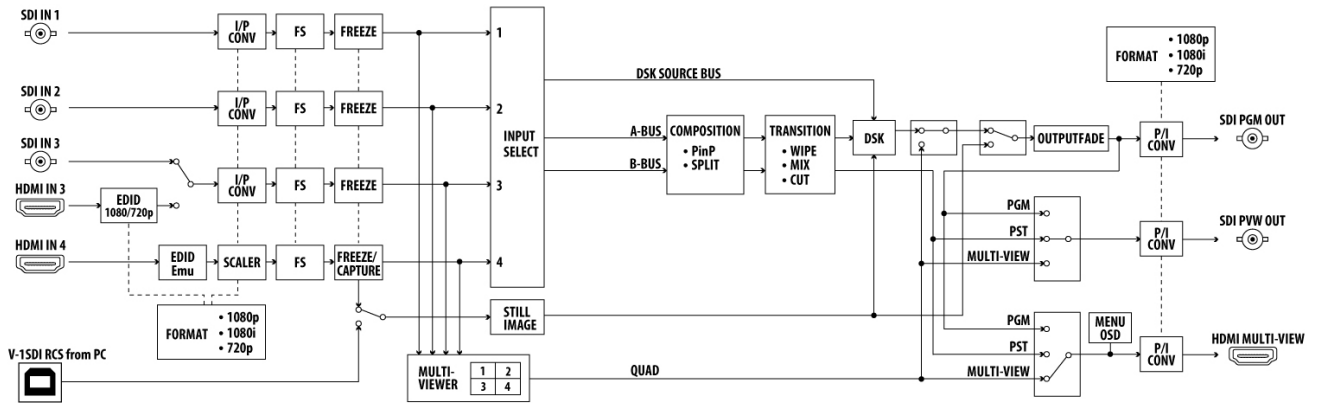 SDI IN 1
I/P
CONV
FS
FREEZE
1
SDI IN 2
I/P
CONV
FS
FREEZE
2
SDI IN 3
HDMI IN 3
EDID
1080/720p
I/P
CONV
FS
FREEZE
3
HDMI IN 4
EDID
Emu
SCALER
FS
FREEZE/
CAPTURE
4
INPUT
SELECT
FORMAT
• 1080p
• 1080i
• 720p
V-1SDI RCS from PC
STILL
IMAGE
MULTI-
VIEWER
1 2
3 4
DSK SOURCE BUS
A-BUS
B-BUS
COMPOSITION
• PinP
• SPLIT
TRANSITION
• WIPE
• MIX
• CUT
DSK
OUTPUTFADE
FORMAT
• 1080p
• 1080i
• 720p
P/I
CONV
SDI PGM OUT
PGM
PST
MULTI-VIEW
P/I
CONV
SDI PVW OUT
QUAD
PGM
PST
MULTI-VIEW
MENU
OSD
P/I
CONV
HDMI MULTI-VIEW